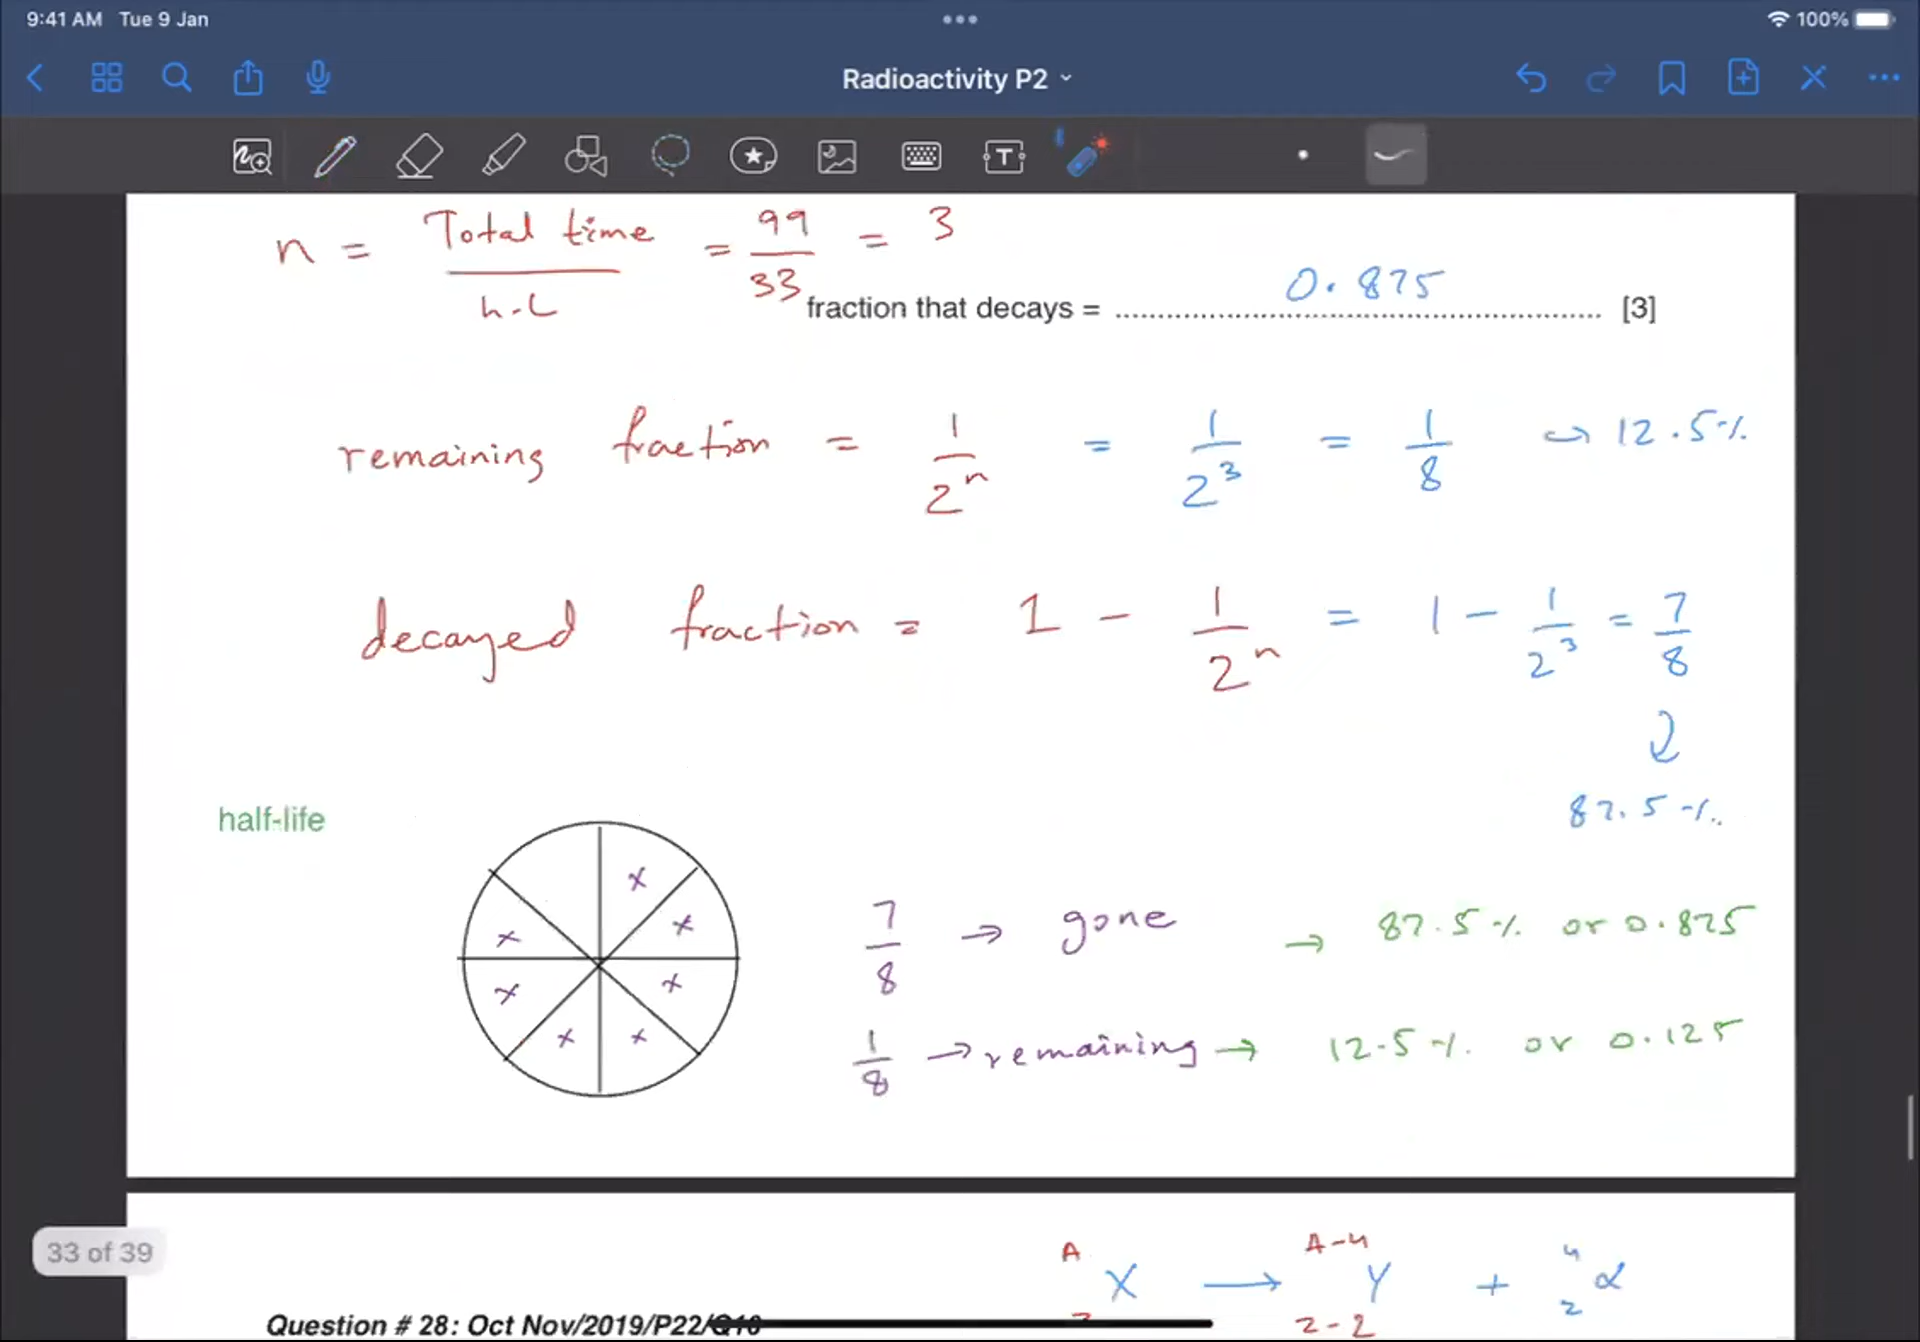 9:41 AM Tue 9 Jan
100%
Radioactivity P2
n = Total time / h.L = 99/33 = 3
fraction that decays = 0.875 [3]
remaining fraction = 1/2^n = 1/2^3 = 1/8 → 12.5%
decayed fraction = 1 - 1/2^n = 1 - 1/2^3 = 7/8
87.5%
half-life
x x x x x x x
7/8 → gone → 87.5% or 0.875
1/8 → remaining → 12.5% or 0.125
33 of 39
A X → A-4 Y + 4 α
Z-2 2
Question # 28: Oct Nov/2019/P22/